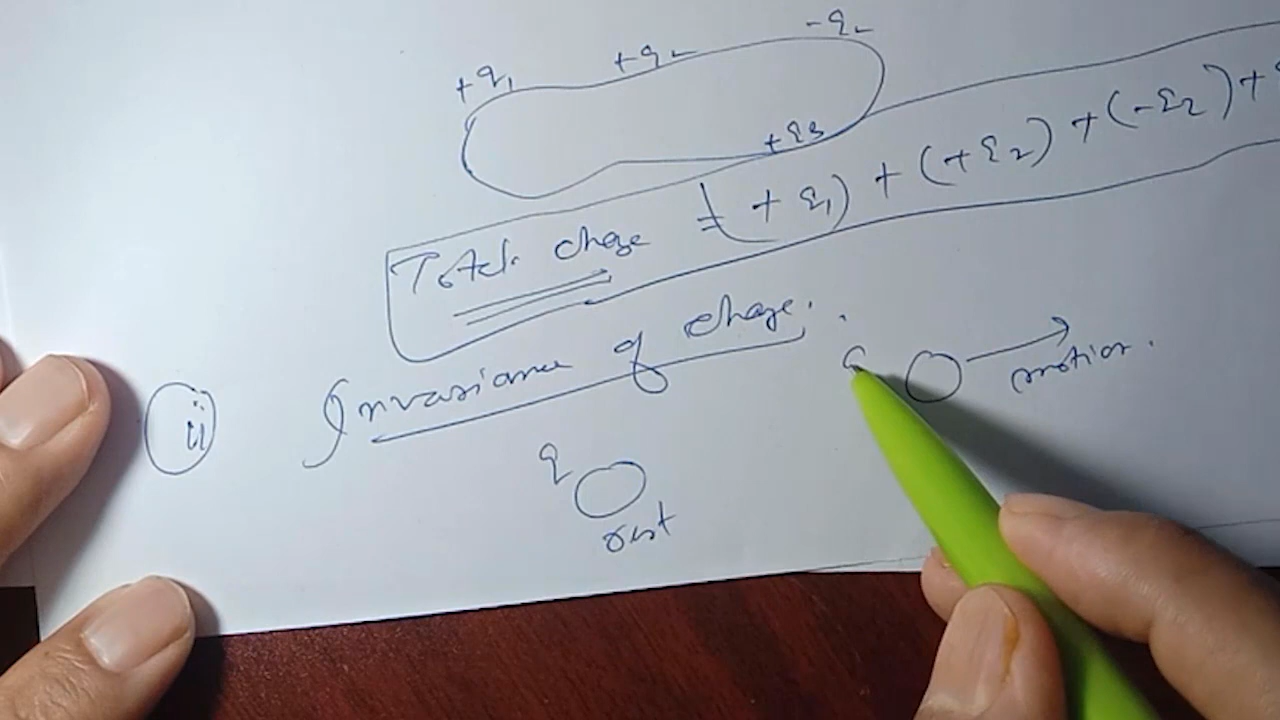 +q₁ +q₂ -q₂
+q₃
Total charge = (+q₁) + (+q₂) + (-q₂) +
ii Invariance of charge.
q
rest
motion.